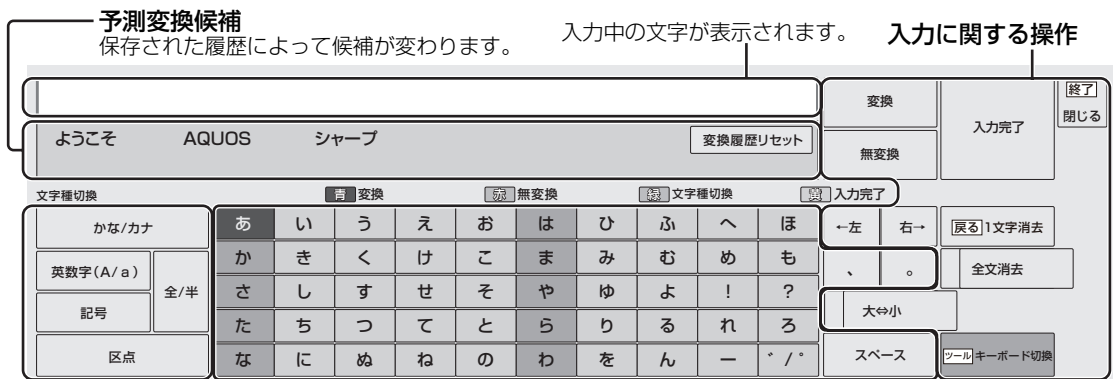 予測変換候補
保存された履歴によって候補が変わります。
入力中の文字が表示されます。
入力に関する操作
変換
入力完了
終了
閉じる
ようこそ AQUOS シャープ
変換履歴リセット
無変換
文字種切換
青 変換 赤 無変換 緑 文字種切換 黄 入力完了
かな/カナ
あ い う え お は ひ ふ へ ほ
←左 右→
戻る 1文字消去
英数字(A/a)
全/半
か き く け こ ま み む め も
、 。
全文消去
記号
さ し す せ そ や ゆ よ ! ?
大⇔小
た ち つ て と ら り る れ ろ
区点
な に ぬ ね の わ を ん ー ゛/゜
スペース
ツール キーボード切換